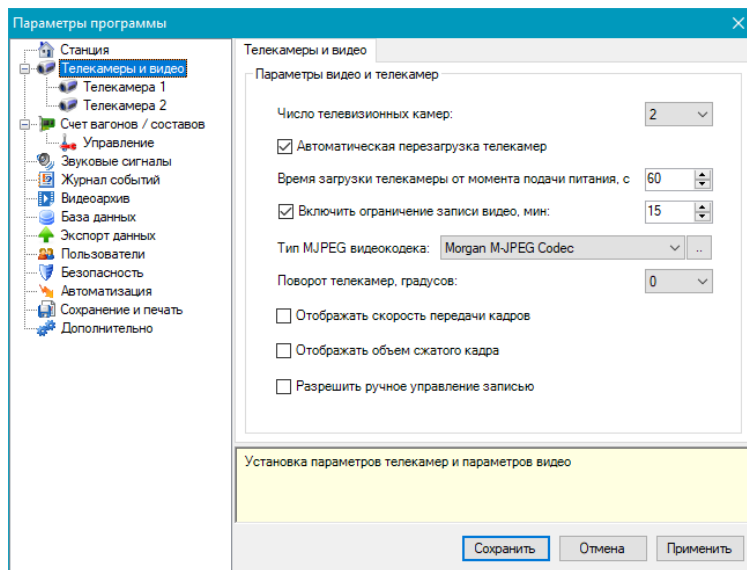 Параметры программы
Станция
Телекамеры и видео
Телекамера 1
Телекамера 2
Счет вагонов / составов
Управление
Звуковые сигналы
Журнал событий
Видеоархив
База данных
Экспорт данных
Пользователи
Безопасность
Автоматизация
Сохранение и печать
Дополнительно
Телекамеры и видео
Параметры видео и телекамер
Число телевизионных камер: 2
Автоматическая перезагрузка телекамер
Время загрузки телекамеры от момента подачи питания, с 60
Включить ограничение записи видео, мин: 15
Тип MJPEG видеокодека: Morgan M-JPEG Codec ..
Поворот телекамер, градусов: 0
Отображать скорость передачи кадров
Отображать объем сжатого кадра
Разрешить ручное управление записью
Установка параметров телекамер и параметров видео
Сохранить Отмена Применить